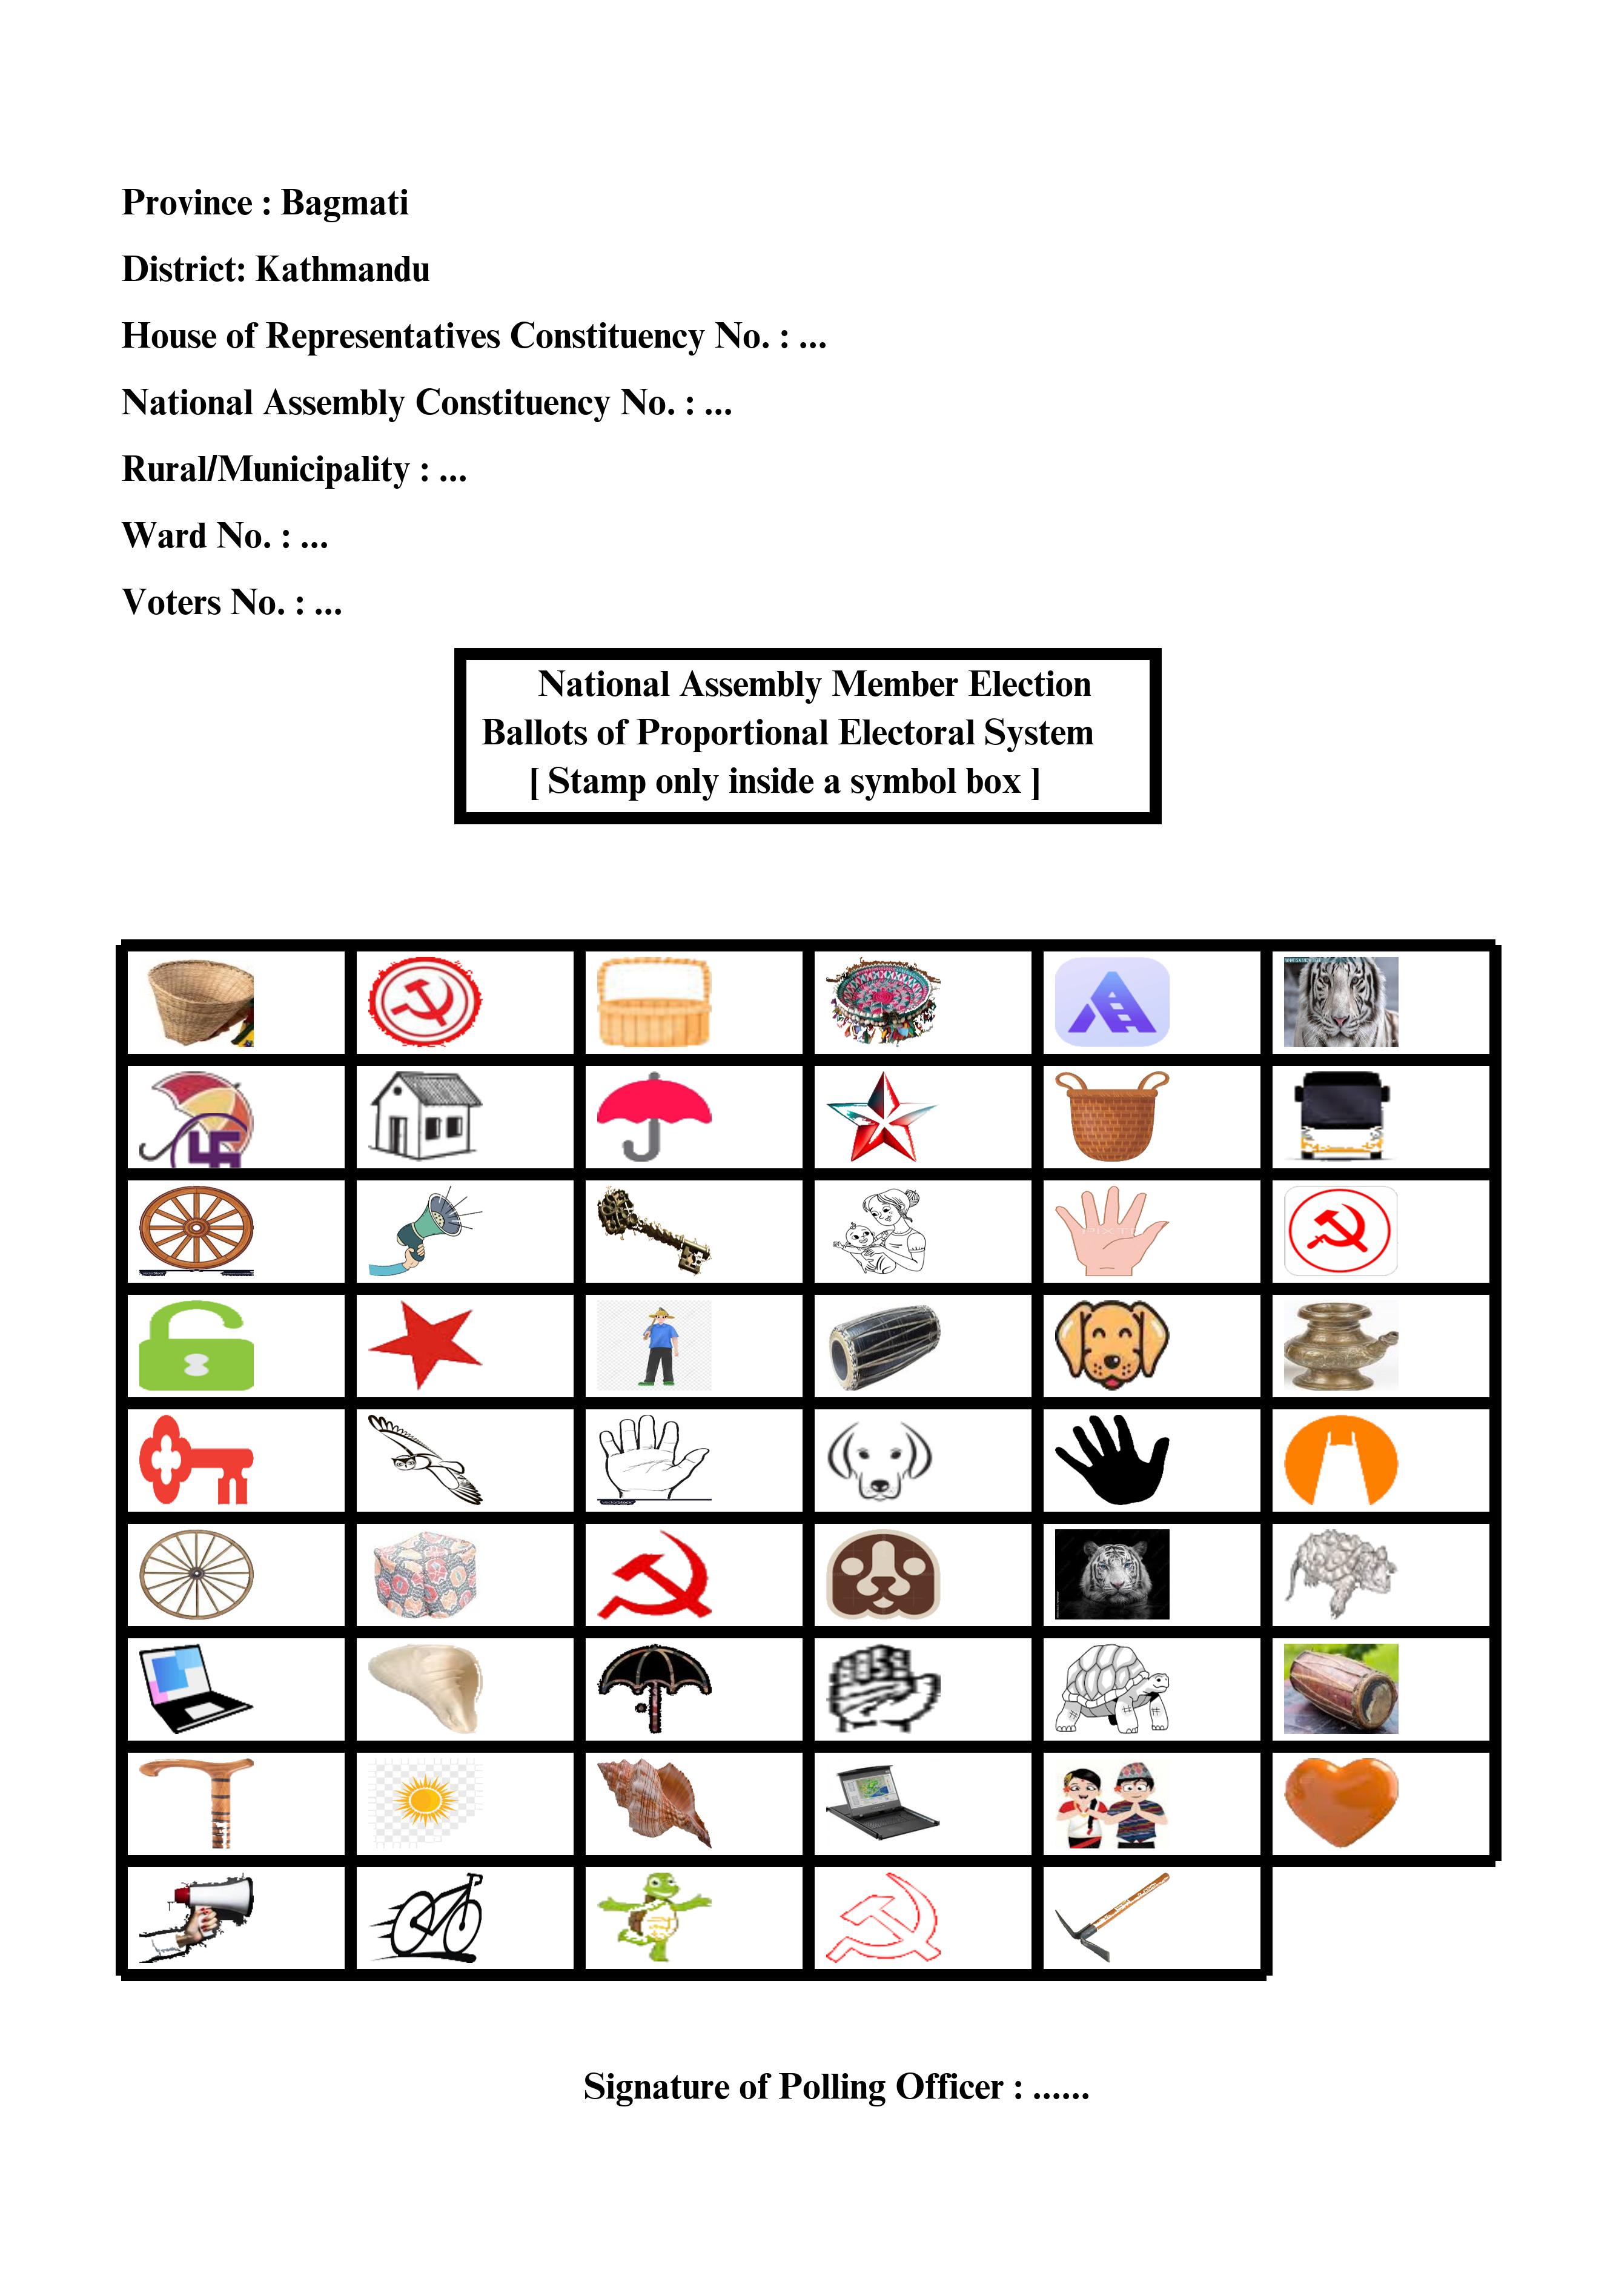 Province : Bagmati
District: Kathmandu
House of Representatives Constituency No. : ...
National Assembly Constituency No. : ...
Rural/Municipality : ...
Ward No. : ...
Voters No. : ...
National Assembly Member Election
Ballots of Proportional Electoral System
[ Stamp only inside a symbol box ]
Signature of Polling Officer : ......